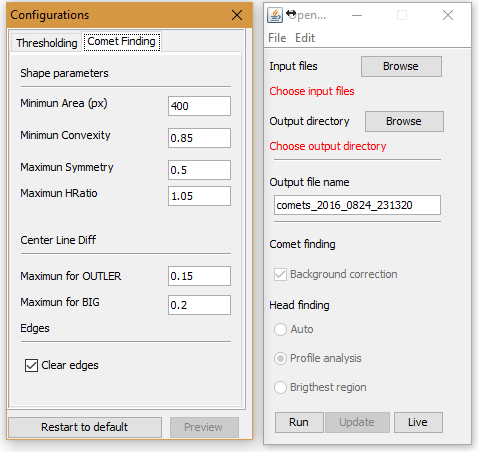 Configurations
Thresholding Comet Finding
Shape parameters
Minimun Area (px) 400
Minimun Convexity 0.85
Maximun Symmetry 0.5
Maximun HRatio 1.05
Center Line Diff
Maximun for OUTLER 0.15
Maximun for BIG 0.2
Edges
Clear edges
Restart to default Preview
pen...
File Edit
Input files Browse
Choose input files
Output directory Browse
Choose output directory
Output file name
comets_2016_0824_231320
Comet finding
Background correction
Head finding
Auto
Profile analysis
Brigthest region
Run Update Live